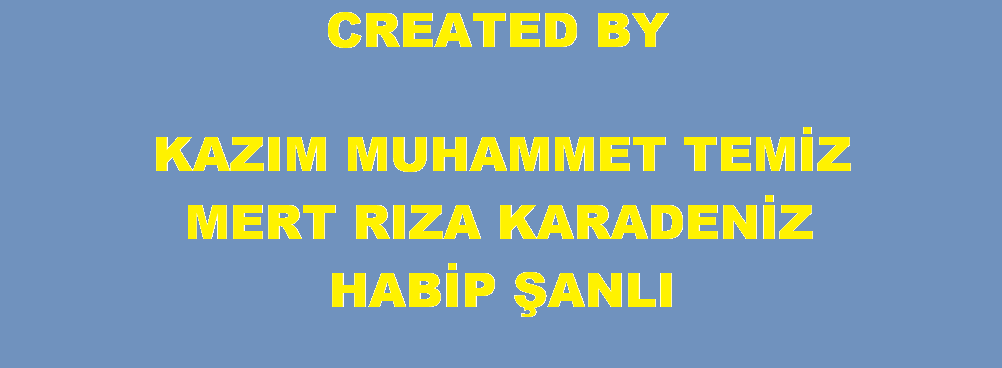 CREATED BY
KAZIM MUHAMMET TEMİZ
MERT RIZA KARADENİZ
HABİP ŞANLI